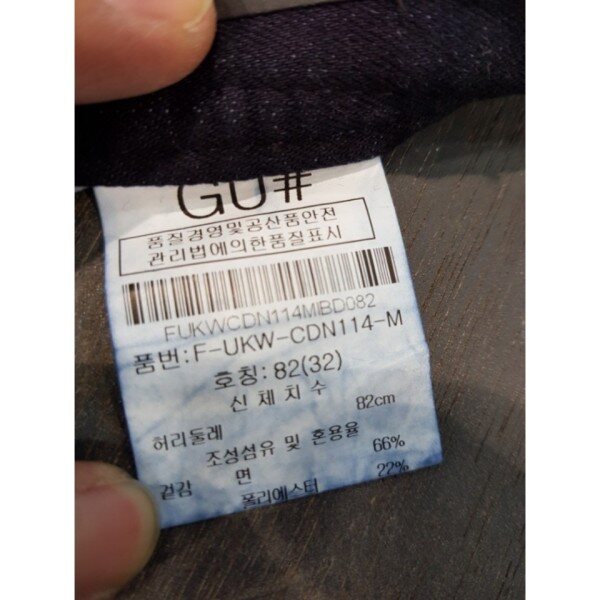 GU#
품질경영및공산품안전
관리법에의한품질표시
FUKWCDN114MBD082
품번:F-UKW-CDN114-M
호칭:82(32)
신체치수
허리둘레 82cm
조성섬유 및 혼용율
겉감 면 66%
폴리에스터 22%